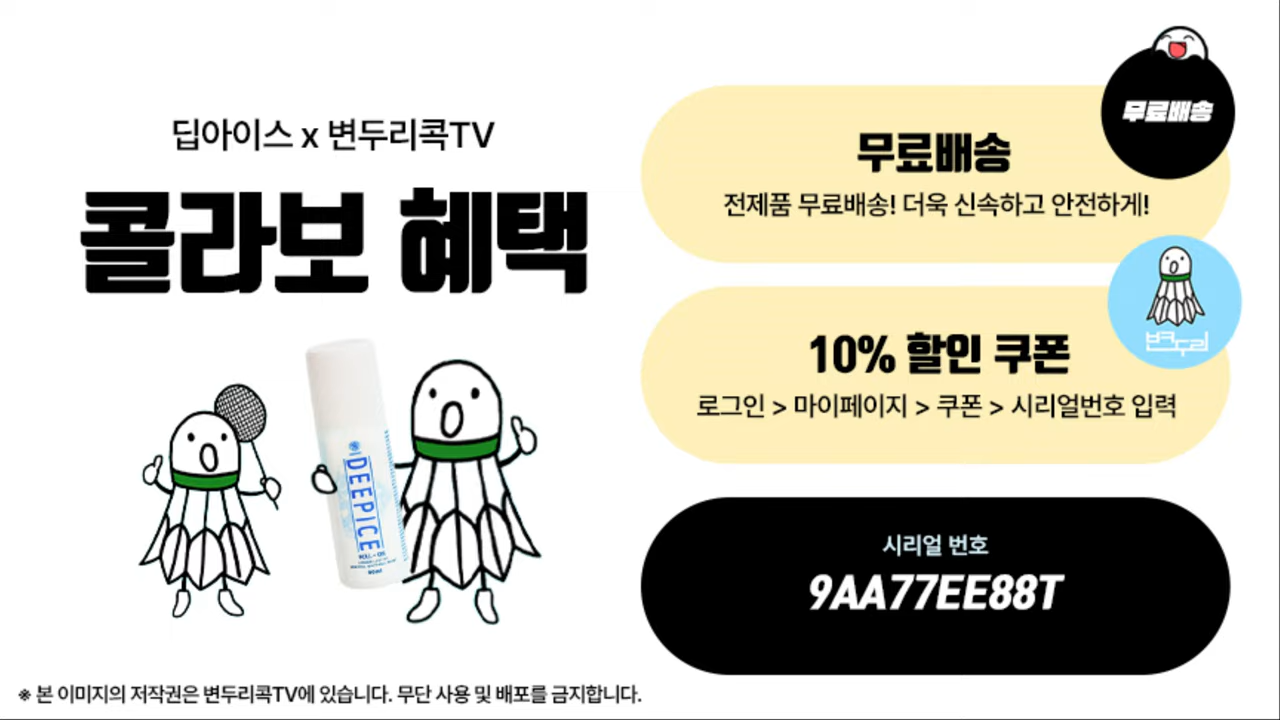 딥아이스 x 변두리콕TV
콜라보 혜택
DEEPICE
ROLL - ON
무료배송
무료배송
전제품 무료배송! 더욱 신속하고 안전하게!
변두리
10% 할인 쿠폰
로그인 > 마이페이지 > 쿠폰 > 시리얼번호 입력
시리얼 번호
9AA77EE88T
※ 본 이미지의 저작권은 변두리콕TV에 있습니다. 무단 사용 및 배포를 금지합니다.